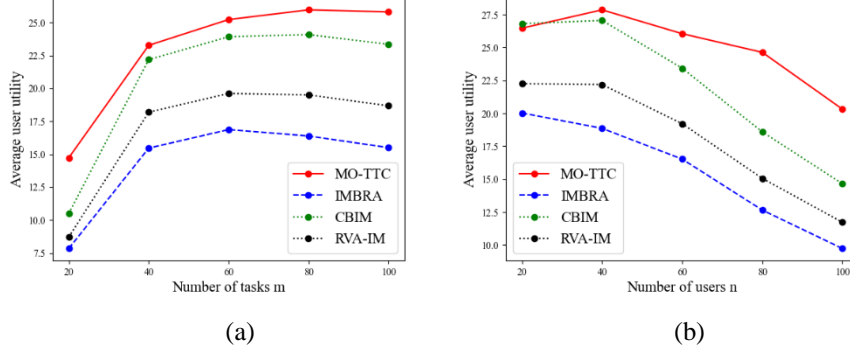 25.0
22.5
20.0
17.5
15.0
12.5
10.0
7.5
Average user utility
MO-TTC
IMBRA
CBIM
RVA-IM
20
40
60
80
100
Number of tasks m
(a)
27.5
25.0
22.5
20.0
17.5
15.0
12.5
10.0
Average user utility
MO-TTC
IMBRA
CBIM
RVA-IM
20
40
60
80
100
Number of users n
(b)